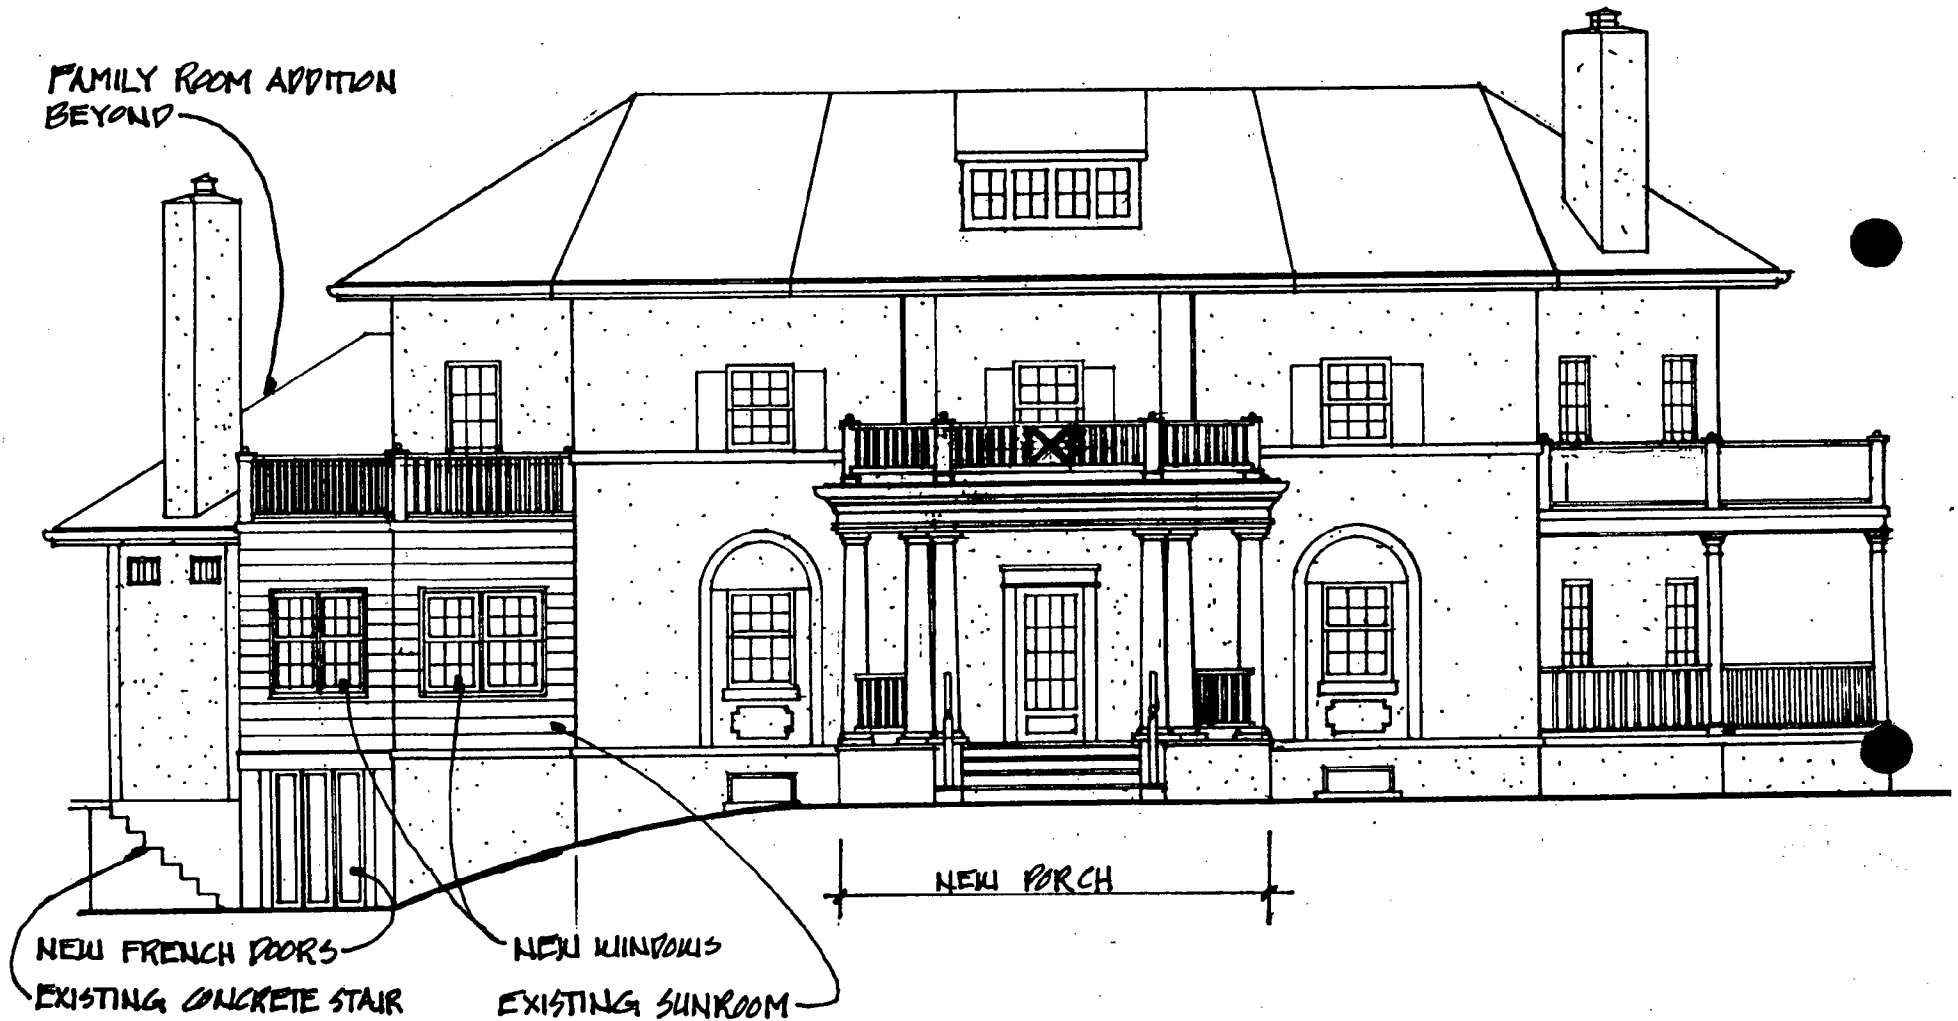 FAMILY ROOM ADDITION
BEYOND
NEW PORCH
NEW FRENCH DOORS
NEW WINDOWS
EXISTING CONCRETE STAIR
EXISTING SUNROOM